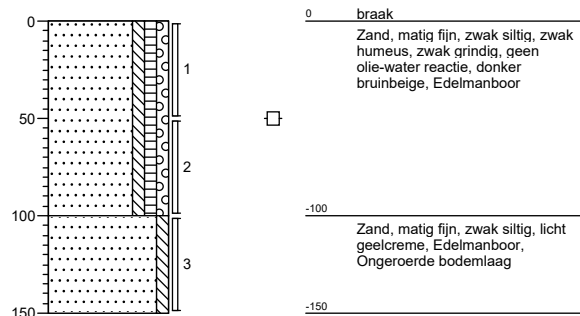 0
50
100
150
1
2
3
0
braak
Zand, matig fijn, zwak siltig, zwak
humeus, zwak grindig, geen
olie-water reactie, donker
bruinbeige, Edelmanboor
-100
Zand, matig fijn, zwak siltig, licht
geelcreme, Edelmanboor,
Ongeroerde bodemlaag
-150